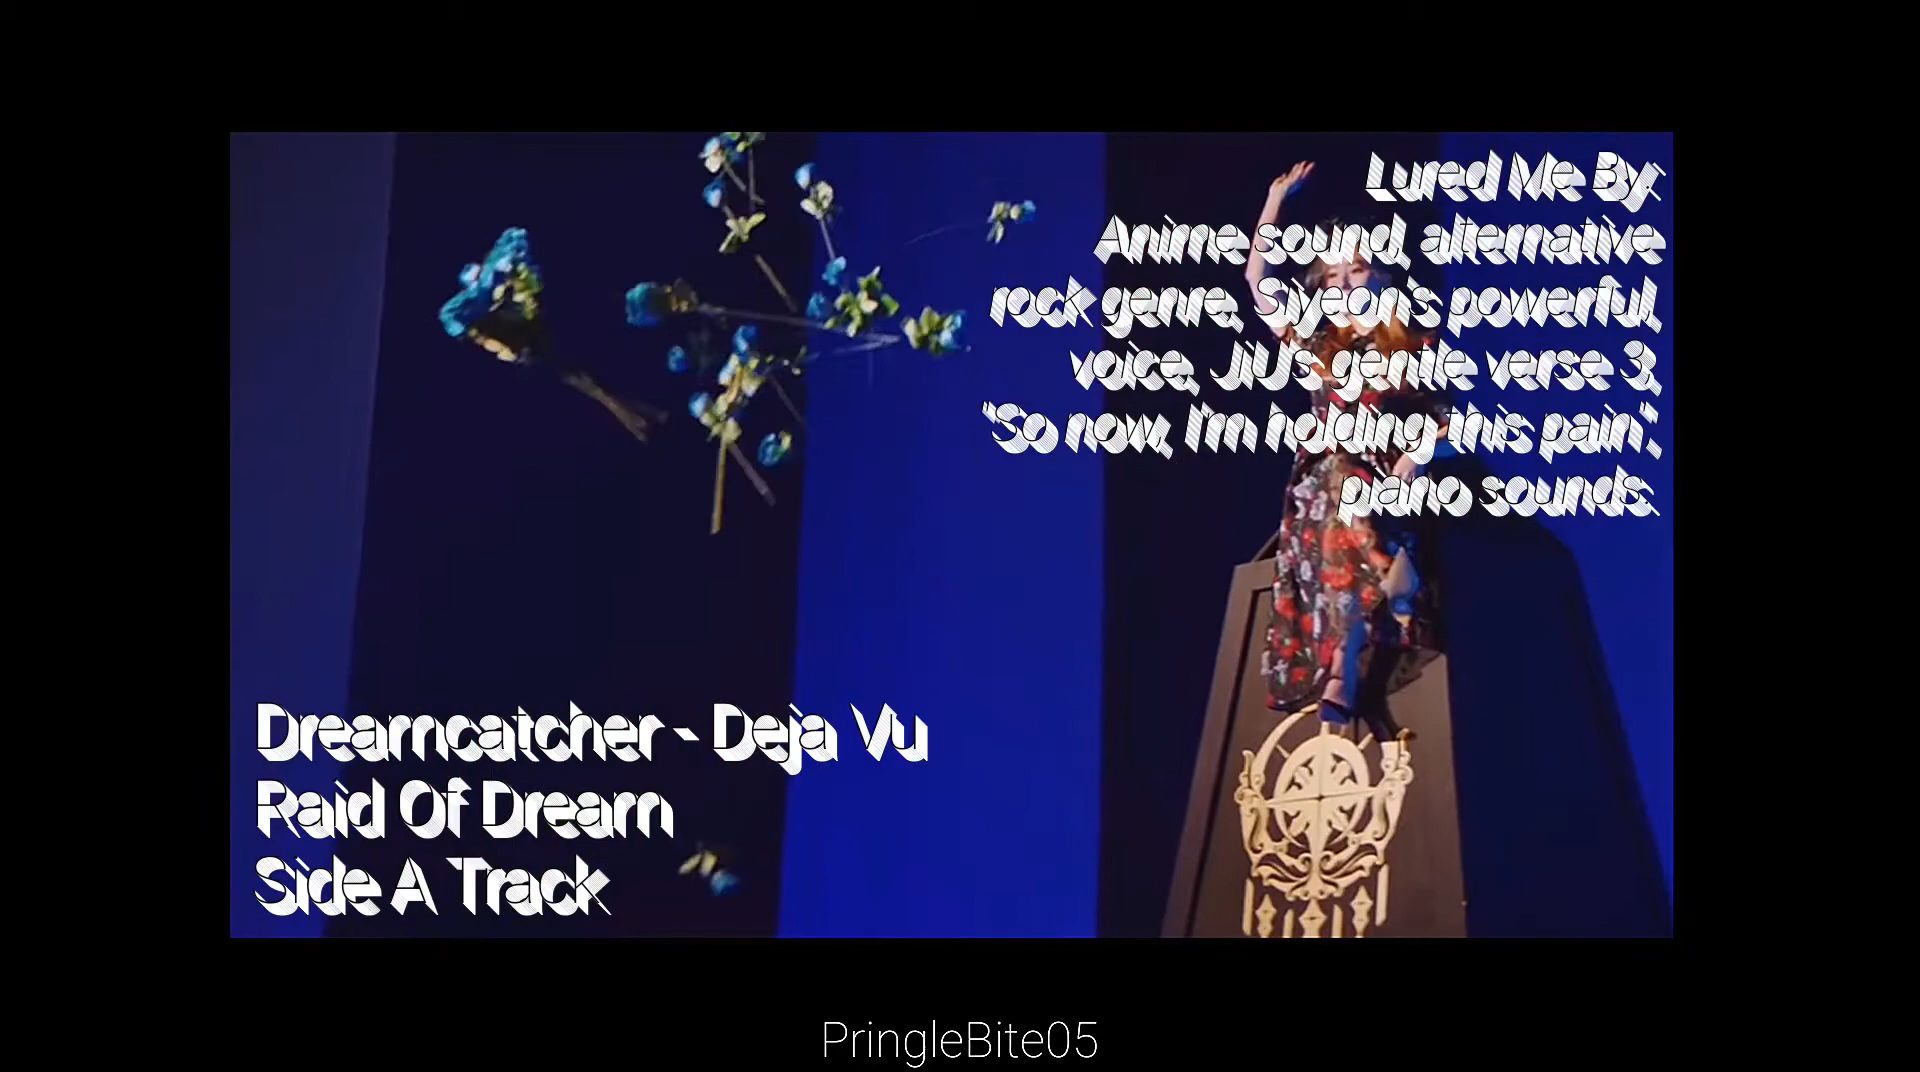 Lured Me By:
Anime sound, alternative
rock genre, Siyeon's powerful
voice, JiU's gentle verse 3,
"So now, I'm holding this pain",
piano sounds.
Dreamcatcher - Deja Vu
Raid Of Dream
Side A Track
PringleBite05